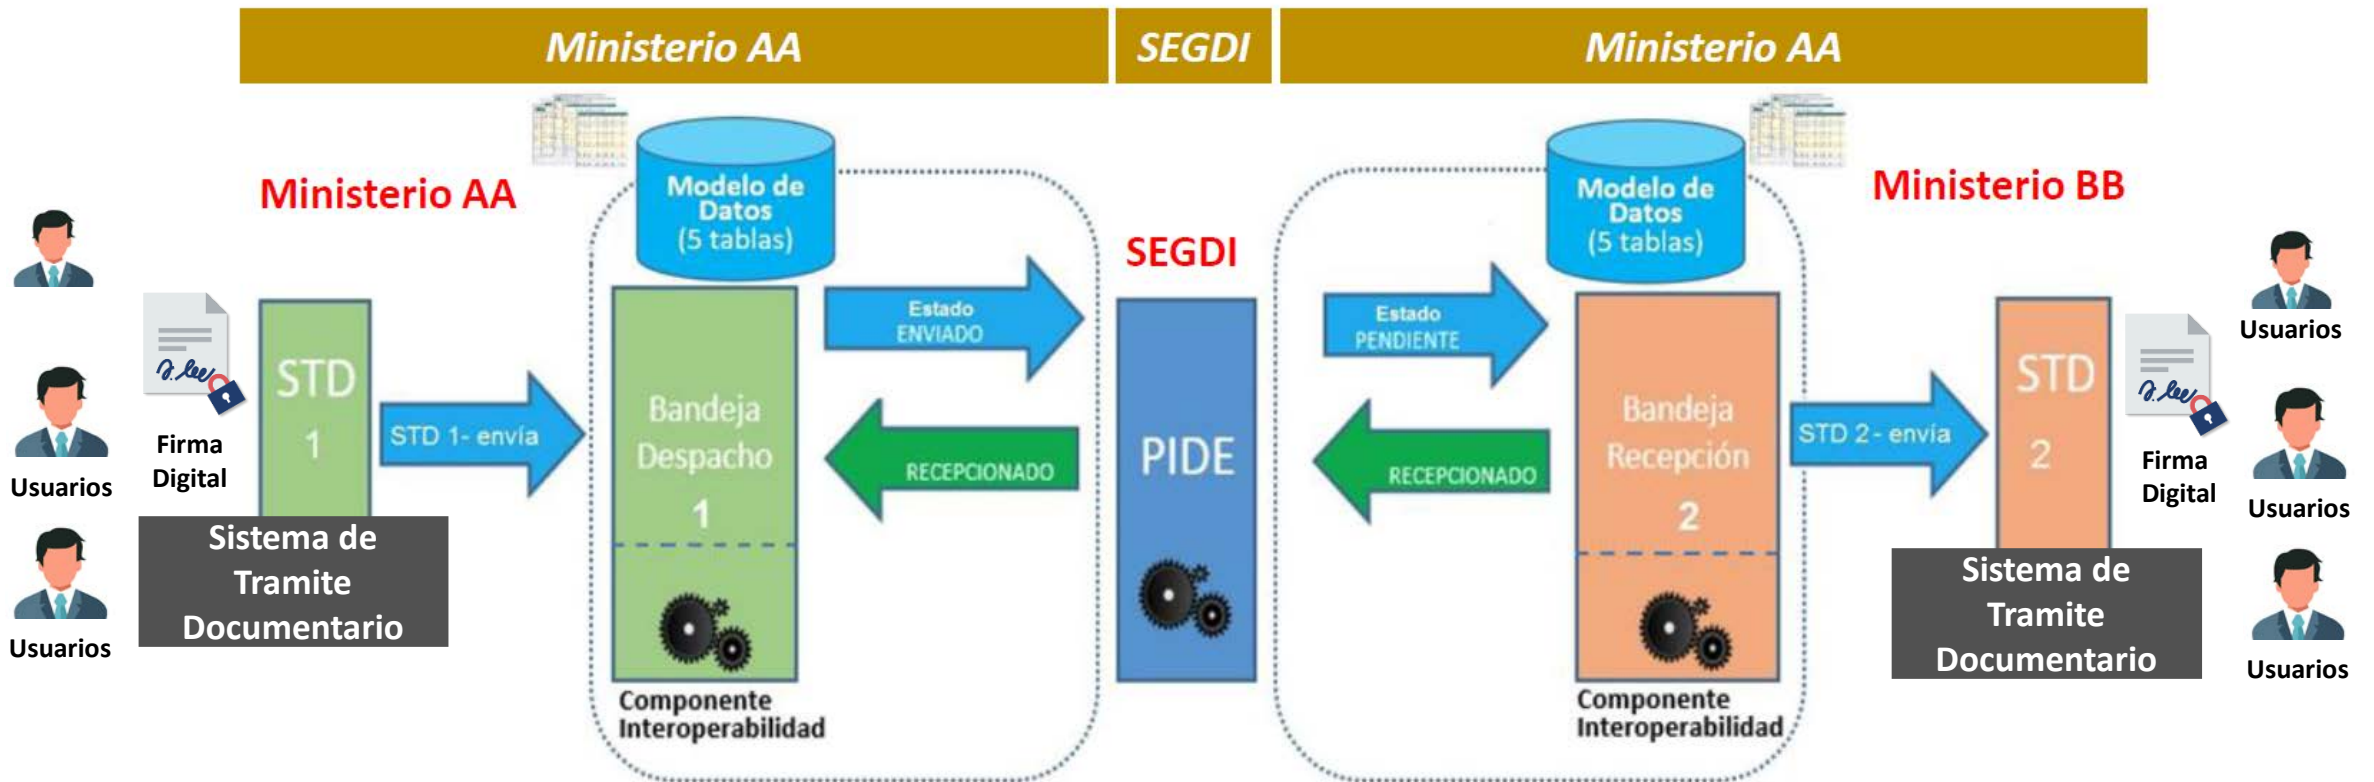 Ministerio AA
SEGDI
Ministerio AA
Ministerio AA
Modelo de
Datos
(5 tablas)
SEGDI
Modelo de
Datos
(5 tablas)
Ministerio BB
Usuarios
Usuarios
Firma
Digital
STD
1
Sistema de
Tramite
Documentario
STD 1- envía
Bandeja
Despacho
1
Componente
Interoperabilidad
Estado
ENVIADO
RECEPCIONADO
PIDE
Estado
PENDIENTE
RECEPCIONADO
Bandeja
Recepción
2
Componente
Interoperabilidad
STD 2 - envía
STD
2
Sistema de
Tramite
Documentario
Firma
Digital
Usuarios
Usuarios
Usuarios